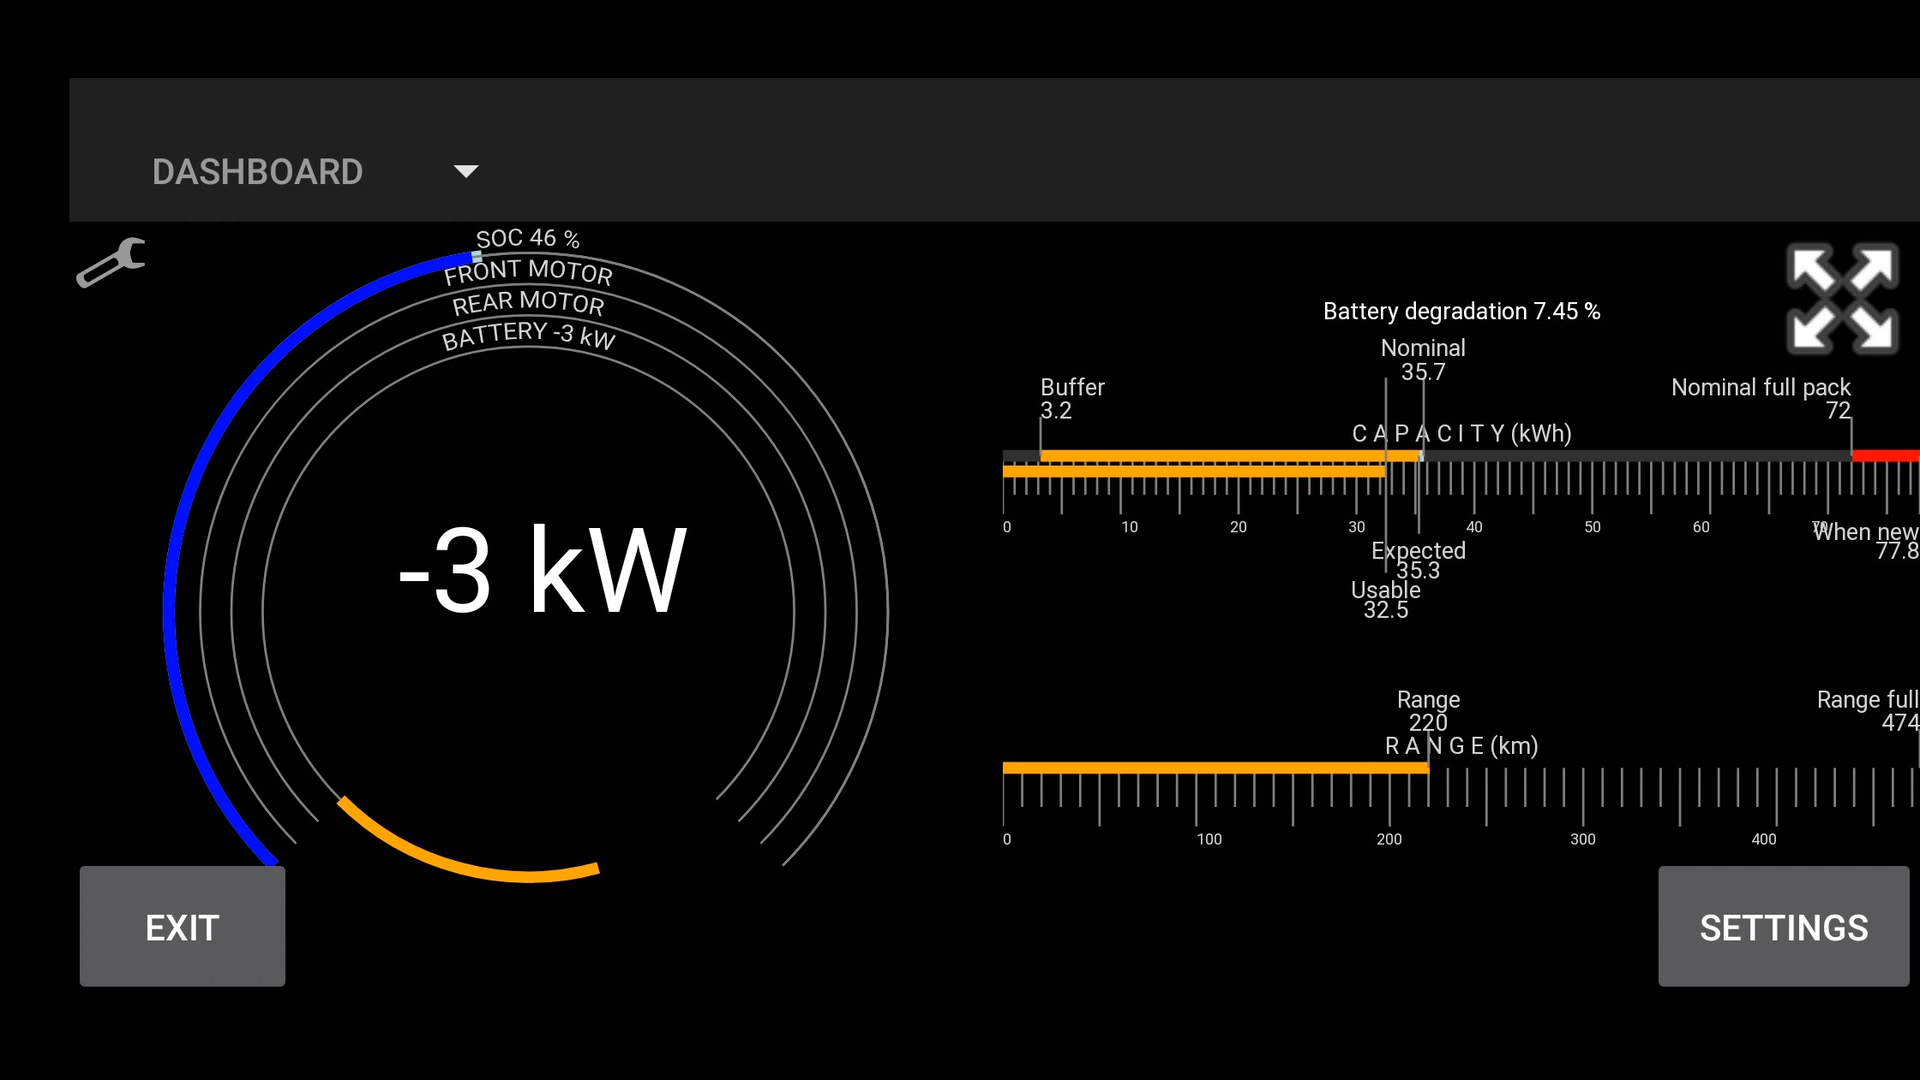 DASHBOARD
SOC 46 %
FRONT MOTOR
REAR MOTOR
BATTERY -3 kW
-3 kW
Battery degradation 7.45 %
Nominal
35.7
Buffer
3.2
Nominal full pack
72
C A P A C I T Y (kWh)
0 10 20 30 40 50 60 70
When new
77.8
Expected
35.3
Usable
32.5
Range
220
Range full
474
R A N G E (km)
0 100 200 300 400
EXIT
SETTINGS